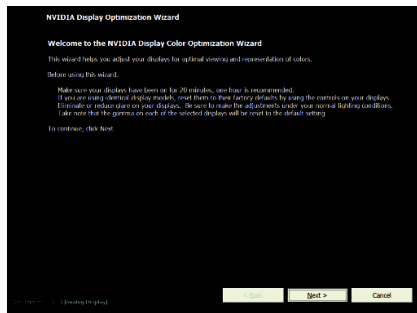 NVIDIA Display Optimization Wizard
Welcome to the NVIDIA Display Color Optimization Wizard
This wizard helps you adjust your displays for optimal viewing and representation of colors.
Before using this wizard.
Make sure your displays have been on for 20 minutes, one hour is recommended.
If you are using identical display models, reset them to their factory defaults by using the controls on your displays
Eliminate or reduce glare on your displays. Be sure to make the adjustments under your normal lighting conditions.
Take note that the gamma on each of the selected displays will be reset to the default setting.
To continue, click Next
< Back
Next >
Cancel
(Analog Display)